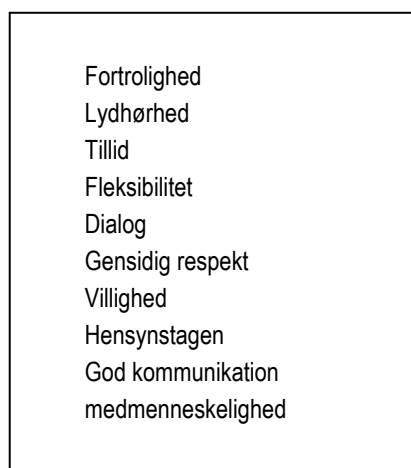 Fortrolighed
Lydhørhed
Tillid
Fleksibilitet
Dialog
Gensidig respekt
Villighed
Hensynstagen
God kommunikation
medmenneskelighed